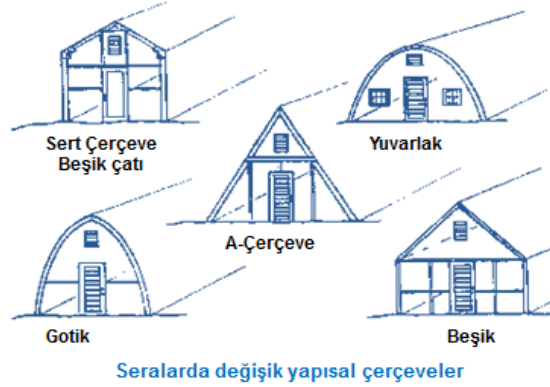 Sert Çerçeve
Beşik çatı
Yuvarlak
A-Çerçeve
Gotik
Beşik
Seralarda değişik yapısal çerçeveler